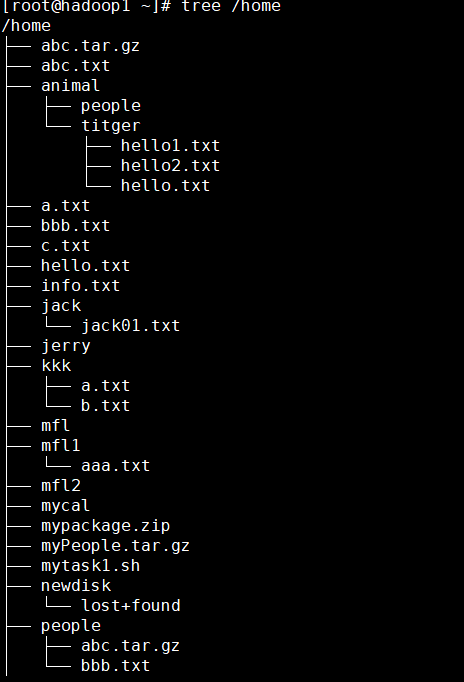 [root@hadoop1 ~]# tree /home
/home
├── abc.tar.gz
├── abc.txt
├── animal
│   ├── people
│   └── titger
│       ├── hello1.txt
│       ├── hello2.txt
│       └── hello.txt
├── a.txt
├── bbb.txt
├── c.txt
├── hello.txt
├── info.txt
├── jack
│   └── jack01.txt
├── jerry
├── kkk
│   ├── a.txt
│   └── b.txt
├── mfl
├── mfl1
│   └── aaa.txt
├── mfl2
├── mycal
├── mypackage.zip
├── myPeople.tar.gz
├── mytask1.sh
├── newdisk
│   └── lost+found
├── people
│   ├── abc.tar.gz
│   └── bbb.txt